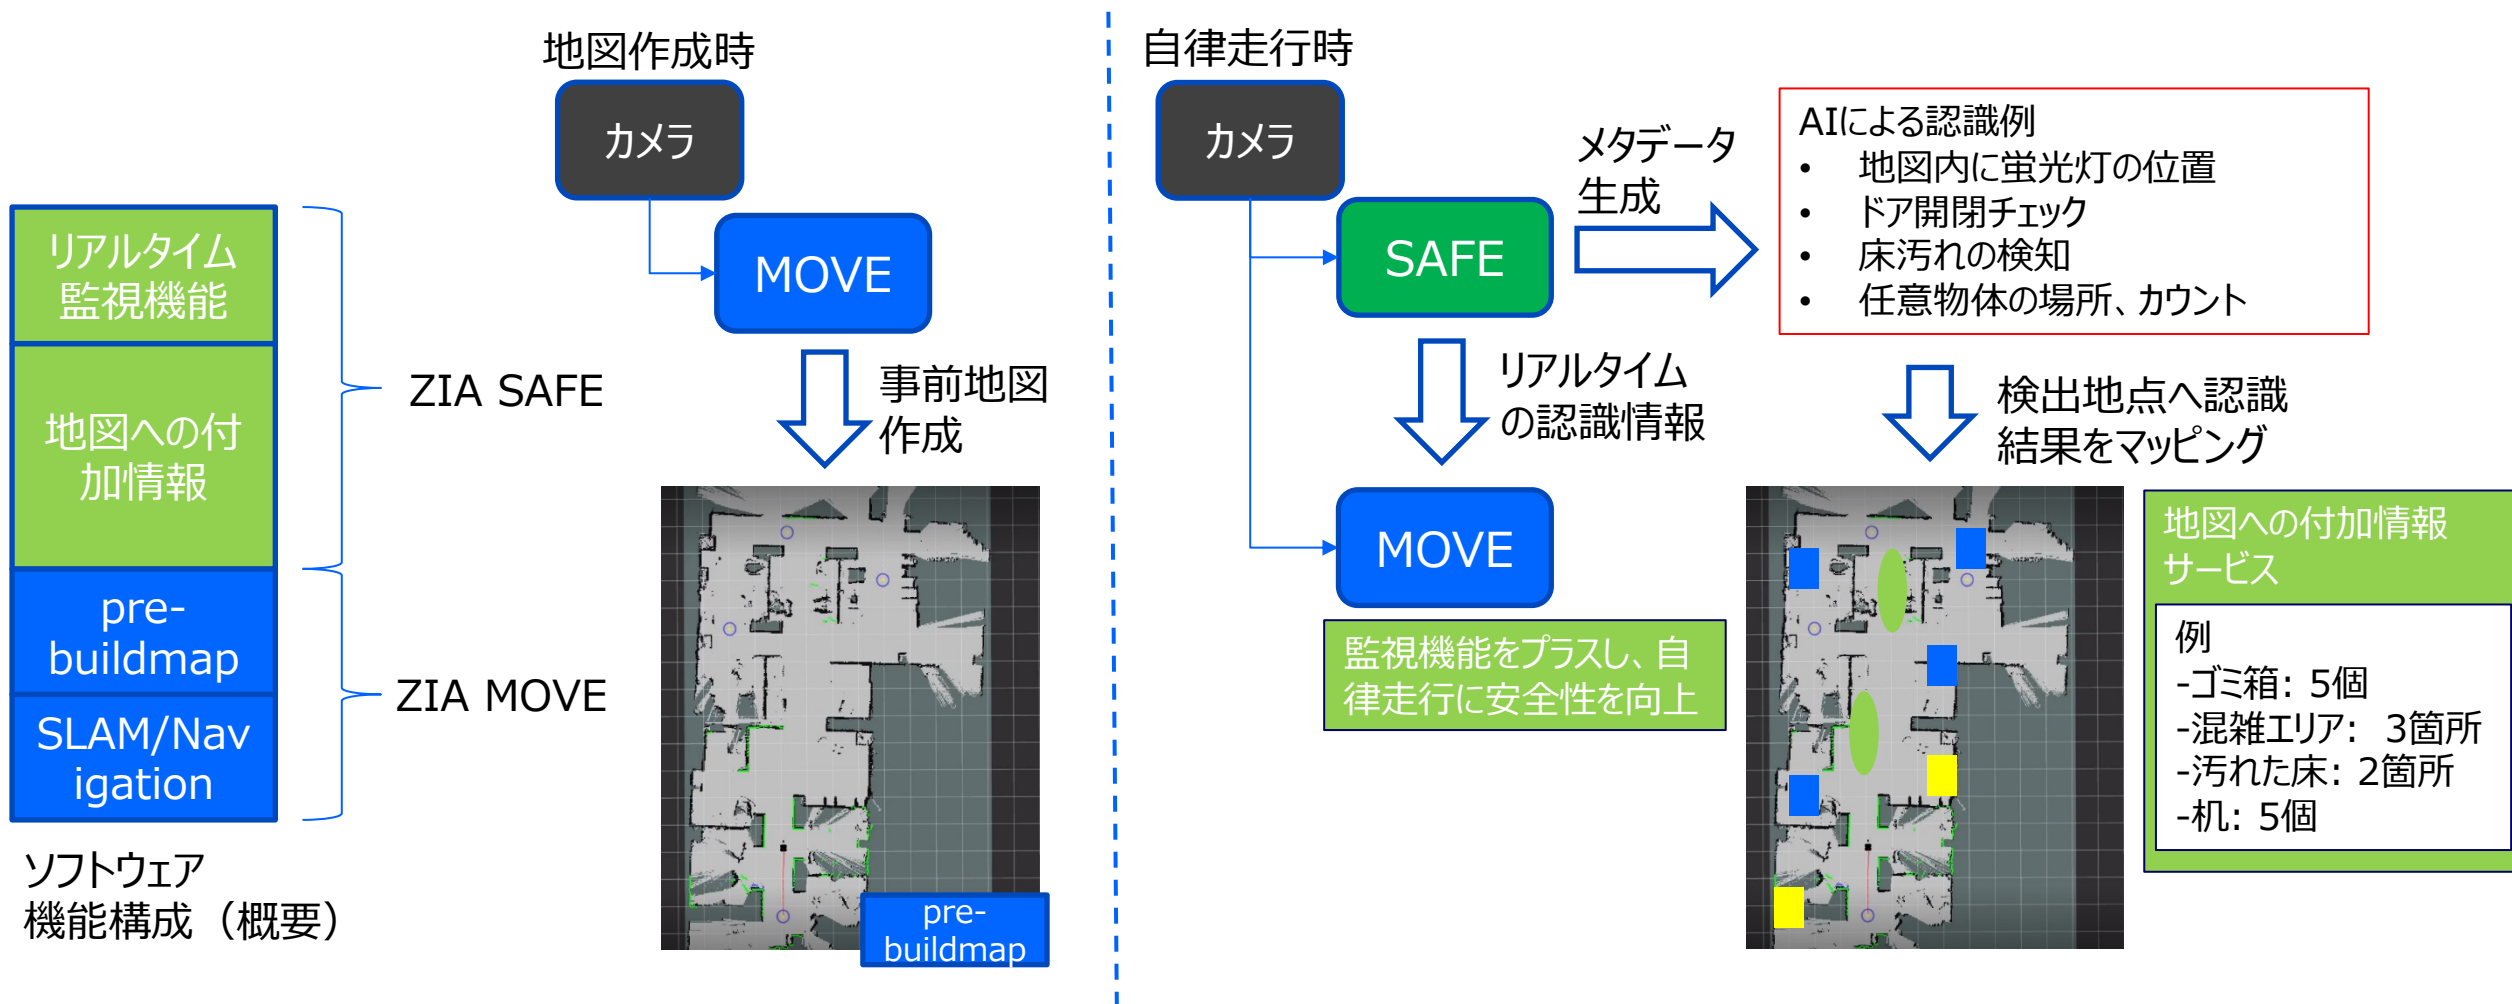 リアルタイム
監視機能
地図への付
加情報
pre-
buildmap
SLAM/Nav
igation
ZIA SAFE
ZIA MOVE
ソフトウェア
機能構成（概要）
地図作成時
カメラ
MOVE
事前地図
作成
pre-
buildmap
自律走行時
カメラ
SAFE
メタデータ
生成
AIによる認識例
• 地図内に蛍光灯の位置
• ドア開閉チェック
• 床汚れの検知
• 任意物体の場所、カウント
リアルタイム
の認識情報
MOVE
監視機能をプラスし、自
律走行に安全性を向上
検出地点へ認識
結果をマッピング
地図への付加情報
サービス
例
-ゴミ箱: 5個
-混雑エリア: 3箇所
-汚れた床: 2箇所
-机: 5個